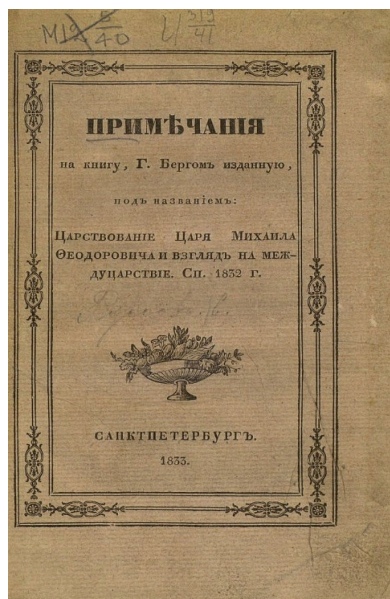 ПРИМѢЧАНІЯ
на книгу, Г. Бергомъ изданную,
подъ названіемъ:
Царствованіе Царя Михаила
Ѳеодоровича и взглядъ на меж-
дуцарствіе. Сп. 1832 г.
САНКТПЕТЕРБУРГЪ.
1833.